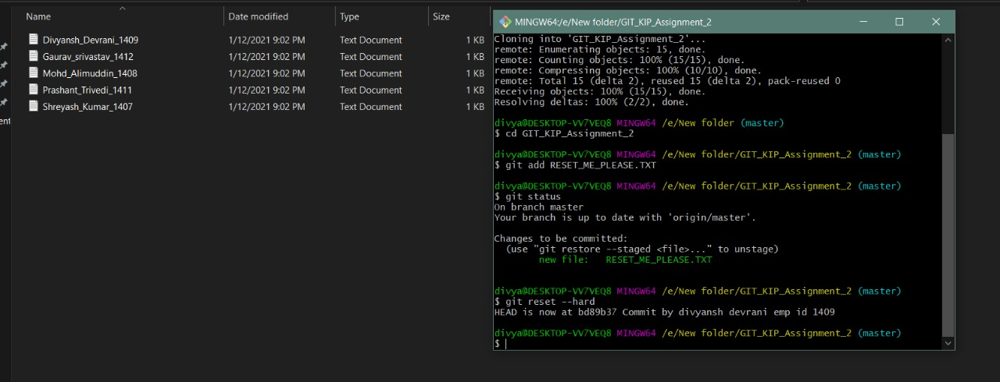 Name Date modified Type Size
Divyansh_Devrani_1409 1/12/2021 9:02 PM Text Document 1 KB
Gaurav_srivastav_1412 1/12/2021 9:02 PM Text Document 1 KB
Mohd_Alimuddin_1408 1/12/2021 9:02 PM Text Document 1 KB
Prashant_Trivedi_1411 1/12/2021 9:02 PM Text Document 1 KB
Shreyash_Kumar_1407 1/12/2021 9:02 PM Text Document 1 KB
ent
MINGW64:/e/New folder/GIT_KIP_Assignment_2
Cloning into 'GIT_KIP_Assignment_2'...
remote: Enumerating objects: 15, done.
remote: Counting objects: 100% (15/15), done.
remote: Compressing objects: 100% (10/10), done.
remote: Total 15 (delta 2), reused 15 (delta 2), pack-reused 0
Receiving objects: 100% (15/15), done.
Resolving deltas: 100% (2/2), done.
divya@DESKTOP-VV7VEQ8 MINGW64 /e/New folder (master)
$ cd GIT_KIP_Assignment_2
divya@DESKTOP-VV7VEQ8 MINGW64 /e/New folder/GIT_KIP_Assignment_2 (master)
$ git add RESET_ME_PLEASE.TXT
divya@DESKTOP-VV7VEQ8 MINGW64 /e/New folder/GIT_KIP_Assignment_2 (master)
$ git status
On branch master
Your branch is up to date with 'origin/master'.
Changes to be committed:
(use "git restore --staged <file>..." to unstage)
new file: RESET_ME_PLEASE.TXT
divya@DESKTOP-VV7VEQ8 MINGW64 /e/New folder/GIT_KIP_Assignment_2 (master)
$ git reset --hard
HEAD is now at bd89b37 Commit by divyansh devrani emp id 1409
divya@DESKTOP-VV7VEQ8 MINGW64 /e/New folder/GIT_KIP_Assignment_2 (master)
$